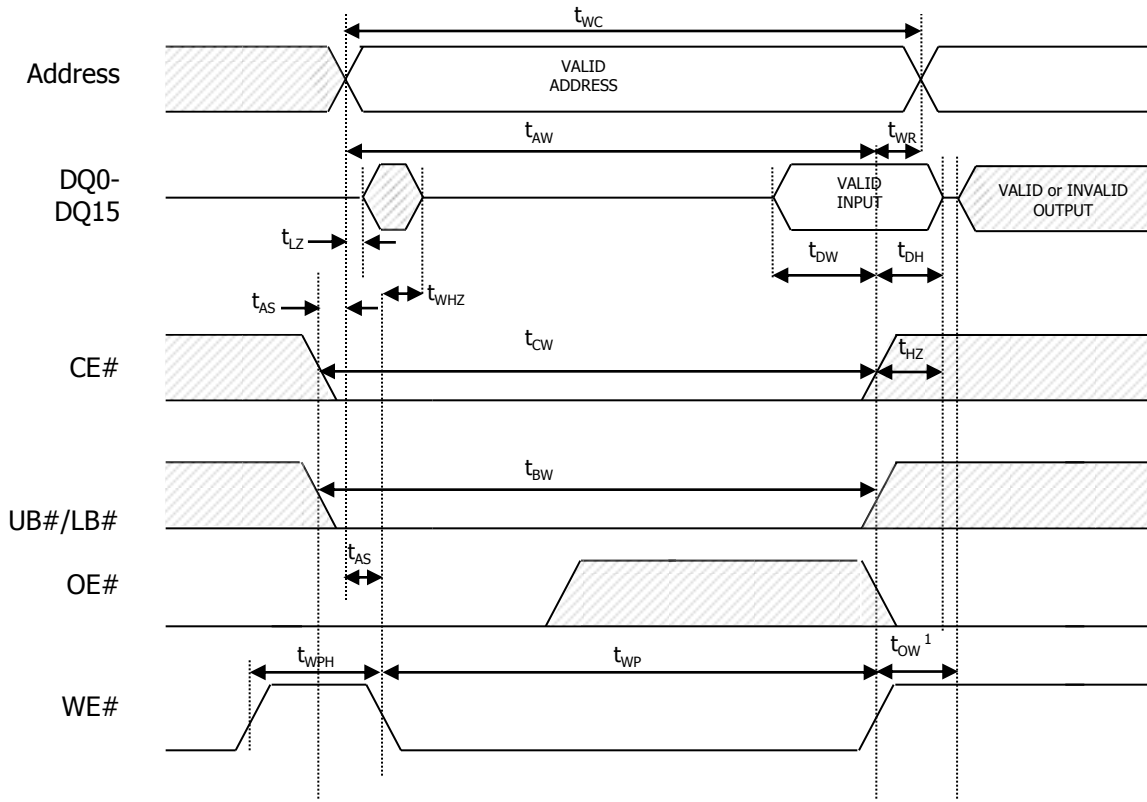 tWC
Address
VALID
ADDRESS
tAW
tWR
DQ0-
DQ15
VALID
INPUT
VALID or INVALID
OUTPUT
tLZ
tDW
tDH
tWHZ
tAS
tCW
tHZ
CE#
tBW
UB#/LB#
tAS
OE#
tWPH
tWP
tOW 1
WE#